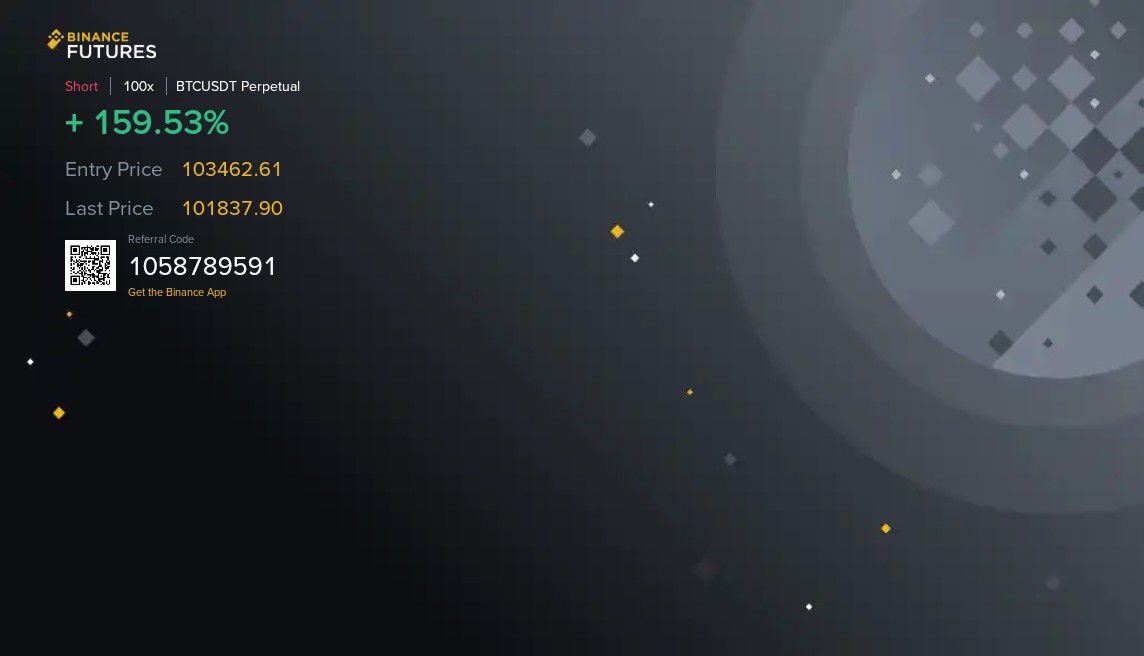 BINANCE
FUTURES
Short | 100x | BTCUSDT Perpetual
+ 159.53%
Entry Price 103462.61
Last Price 101837.90
Referral Code
1058789591
Get the Binance App